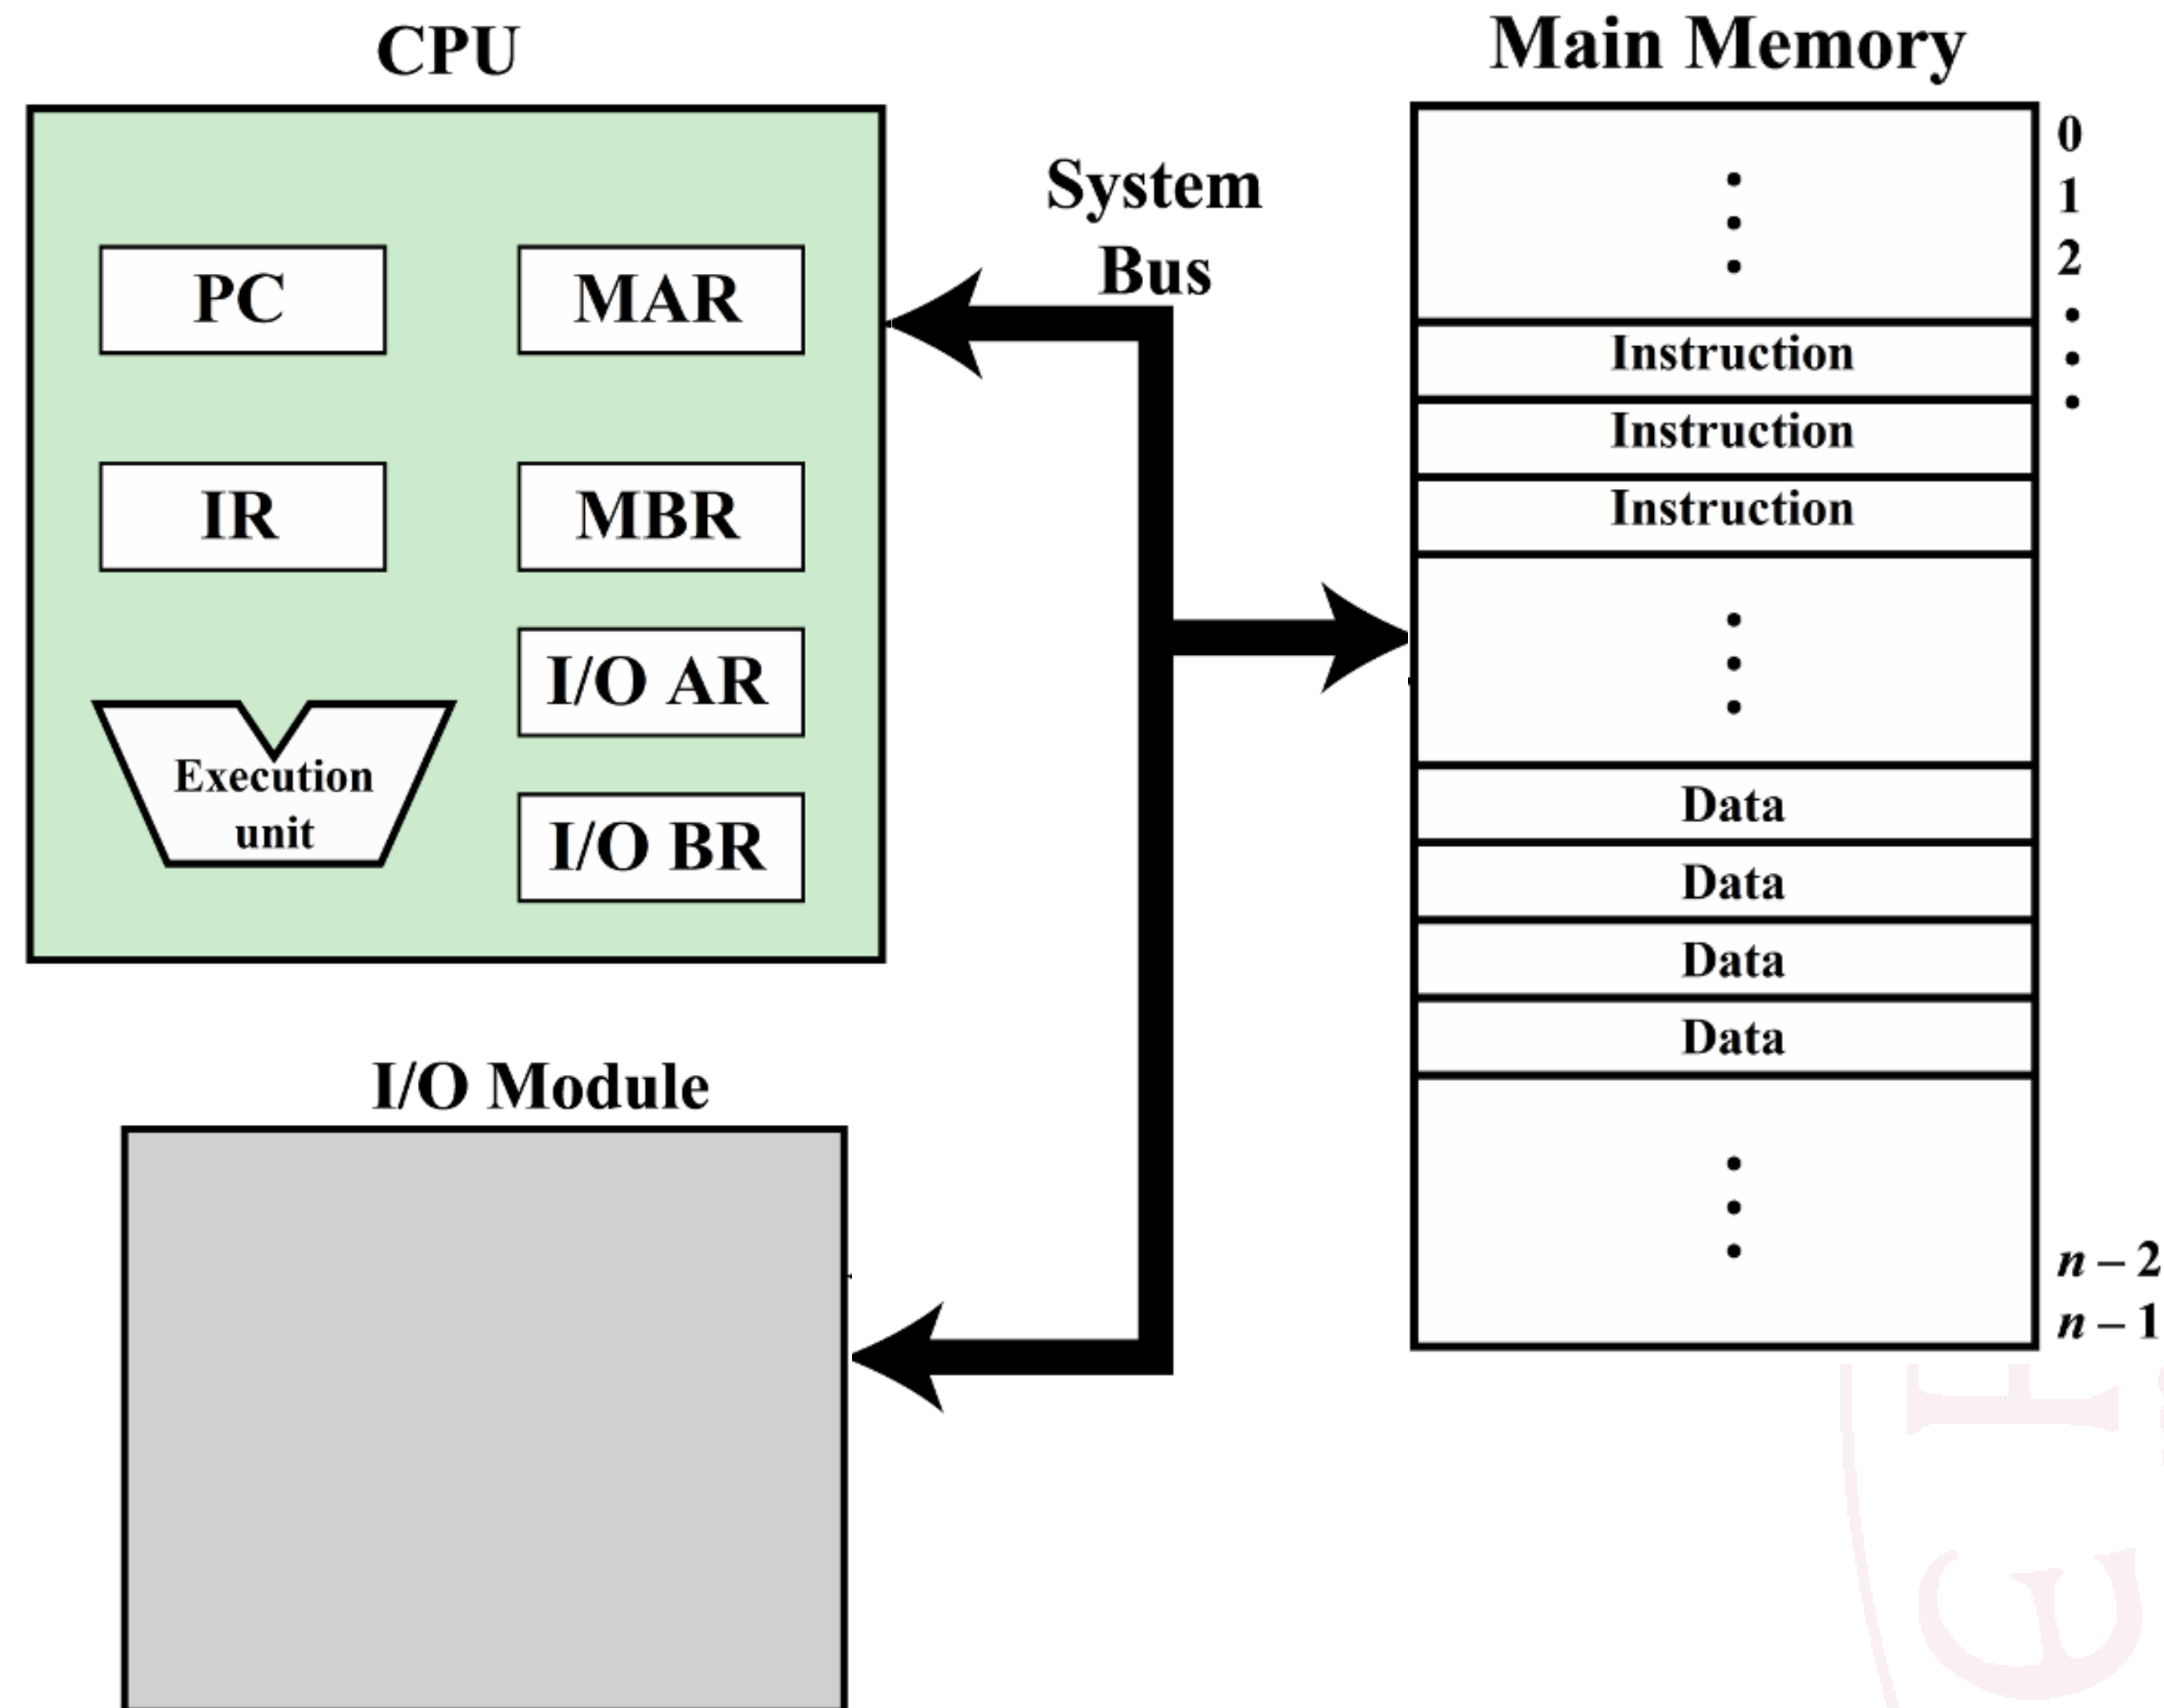 CPU
PC
MAR
IR
MBR
I/O AR
I/O BR
Execution
unit
System
Bus
Main Memory
0
1
2
Instruction
Instruction
Instruction
Data
Data
Data
Data
n – 2
n – 1
I/O Module